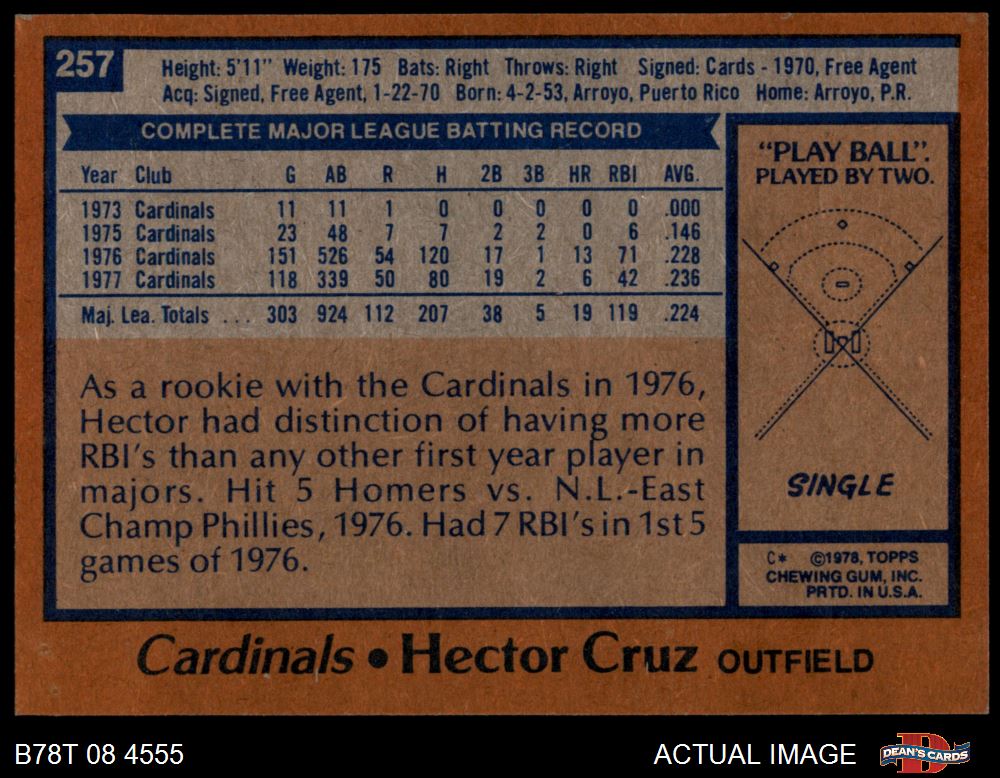 257
Height: 5'11" Weight: 175 Bats: Right Throws: Right Signed: Cards - 1970, Free Agent
Acq: Signed, Free Agent, 1-22-70 Born: 4-2-53, Arroyo, Puerto Rico Home: Arroyo, P.R.
COMPLETE MAJOR LEAGUE BATTING RECORD
Year Club G AB R H 2B 3B HR RBI AVG.
1973 Cardinals 11 11 1 0 0 0 0 0 .000
1975 Cardinals 23 48 7 7 2 2 0 6 .146
1976 Cardinals 151 526 54 120 17 1 13 71 .228
1977 Cardinals 118 339 50 80 19 2 6 42 .236
Maj. Lea. Totals ... 303 924 112 207 38 5 19 119 .224
As a rookie with the Cardinals in 1976,
Hector had distinction of having more
RBI's than any other first year player in
majors. Hit 5 Homers vs. N.L.-East
Champ Phillies, 1976. Had 7 RBI's in 1st 5
games of 1976.
"PLAY BALL".
PLAYED BY TWO.
SINGLE
C* ©1978, TOPPS
CHEWING GUM, INC.
PRTD. IN U.S.A.
Cardinals • Hector Cruz OUTFIELD
B78T 08 4555
ACTUAL IMAGE
D
DEAN'S CARDS